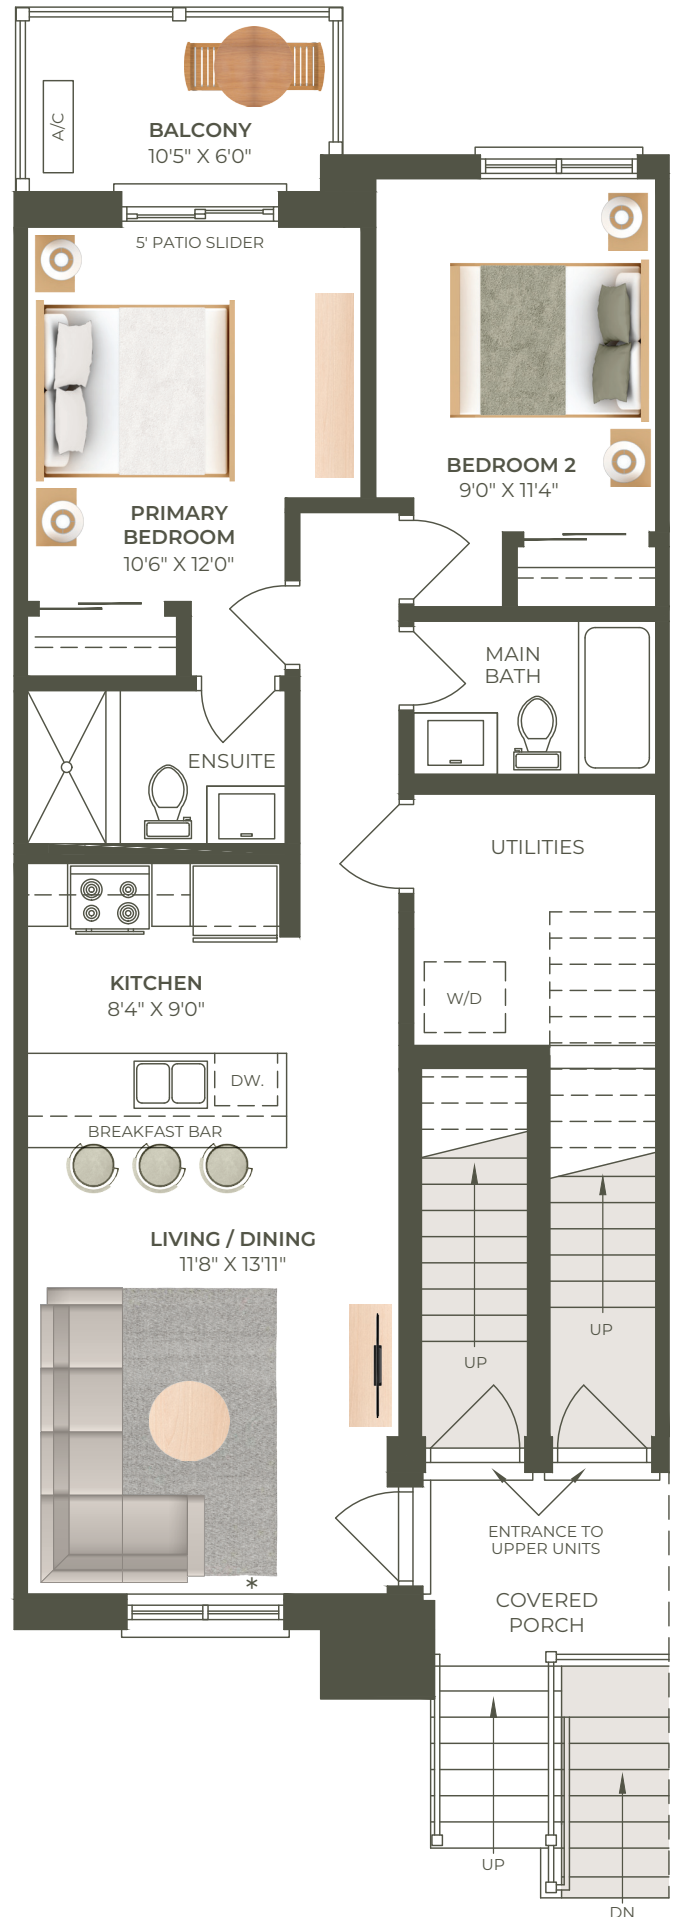 A/C
BALCONY
10'5" X 6'0"
5' PATIO SLIDER
BEDROOM 2
9'0" X 11'4"
PRIMARY
BEDROOM
10'6" X 12'0"
MAIN
BATH
ENSUITE
UTILITIES
KITCHEN
8'4" X 9'0"
W/D
DW.
BREAKFAST BAR
LIVING / DINING
11'8" X 13'11"
UP
UP
ENTRANCE TO
UPPER UNITS
*
COVERED
PORCH
UP
DN